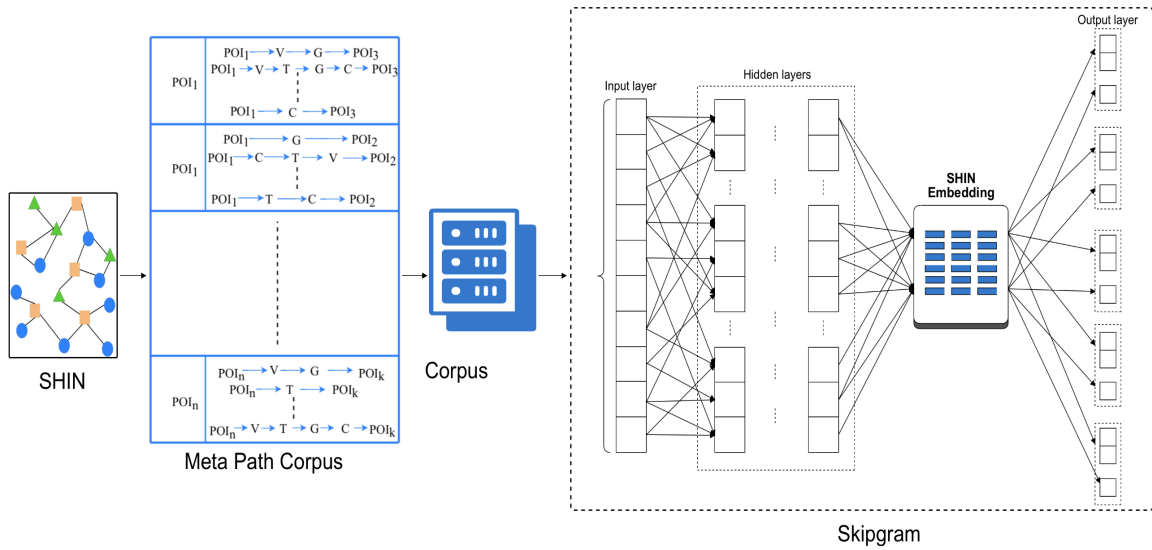 Output layer
Hidden layers
Input layer
POI1
POI1 V G POI3
POI1 V T G C POI3
POI1 C POI3
POI1
POI1 G POI2
POI1 C T V POI2
POI1 T C POI2
SHIN
Embedding
POIn
POIn V G POIk
POIn T POIk
POIn V T G C POIk
SHIN
Meta Path Corpus
Corpus
Skipgram